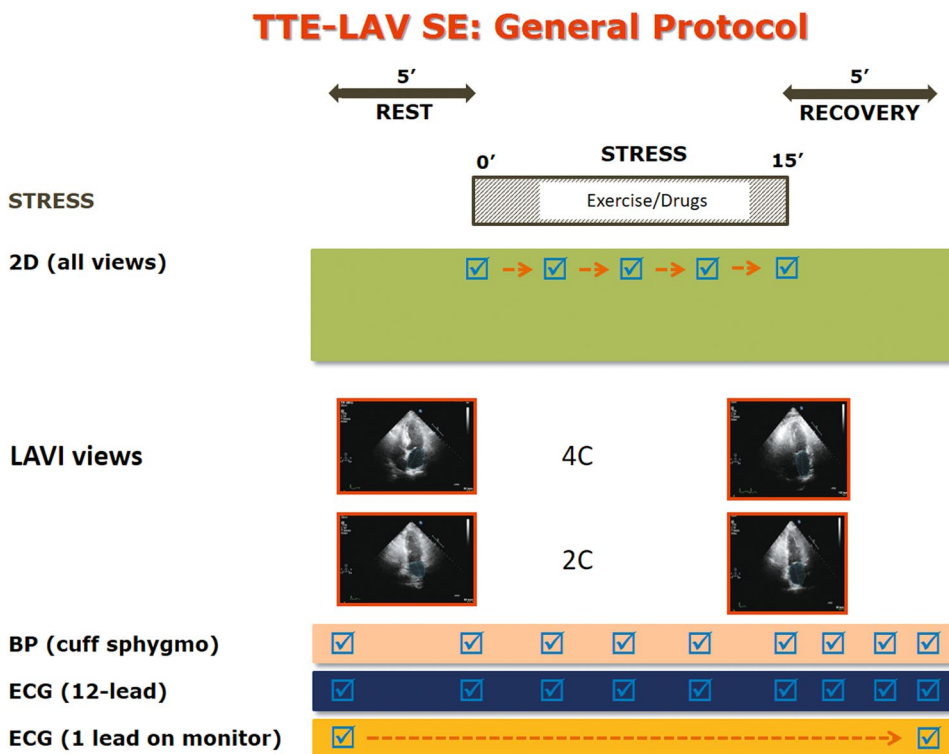 TTE-LAV SE: General Protocol
5’ 5’
REST RECOVERY
0’ STRESS 15’
STRESS Exercise/Drugs
2D (all views)
LAVI views 4C
2C
BP (cuff sphygmo)
ECG (12-lead)
ECG (1 lead on monitor)